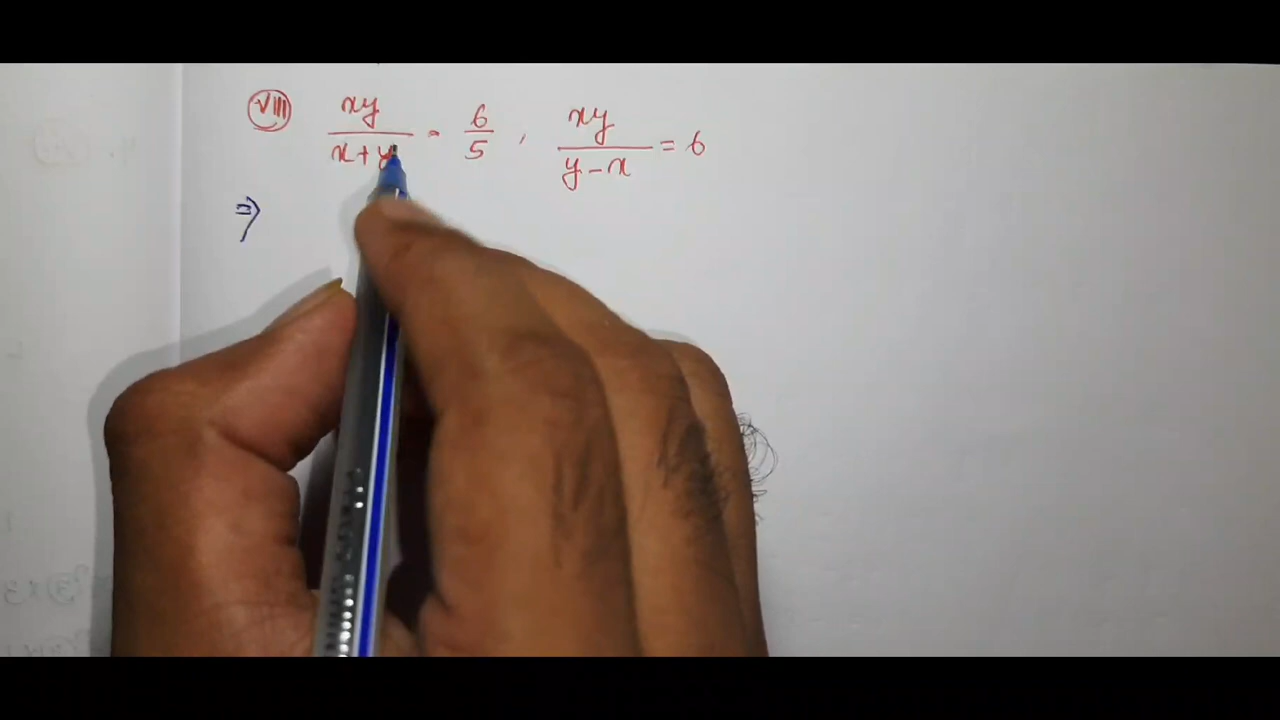 (VIII) xy/(x+y) = 6/5 , xy/(y-x) = 6
⇒